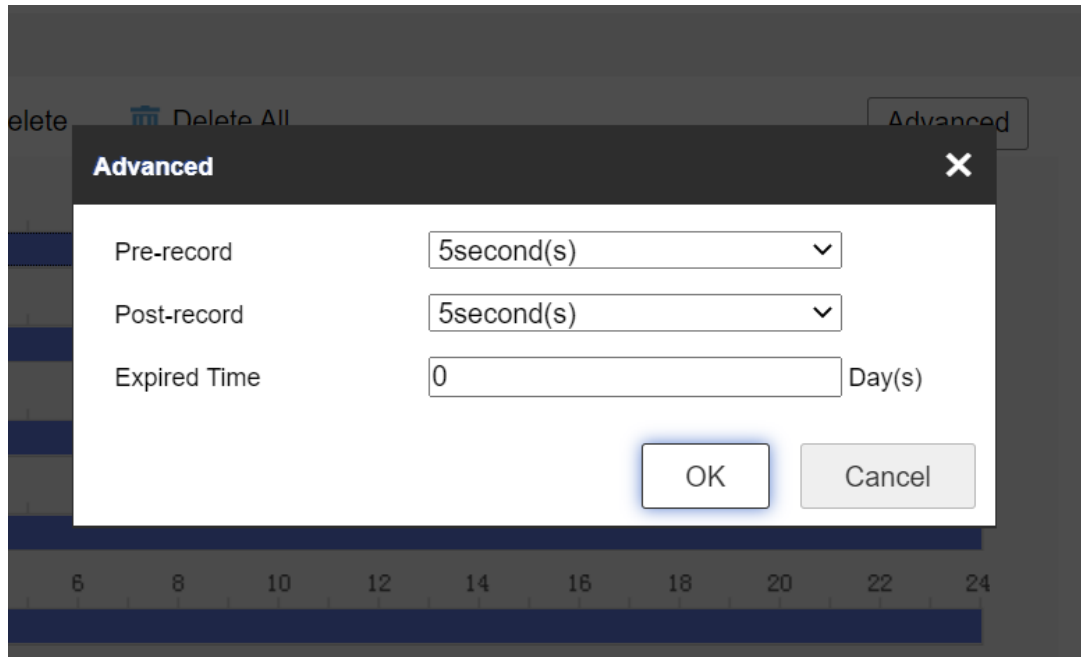 elete Delete All Advanced
Advanced
Pre-record 5second(s)
Post-record 5second(s)
Expired Time 0 Day(s)
OK Cancel
6 8 10 12 14 16 18 20 22 24